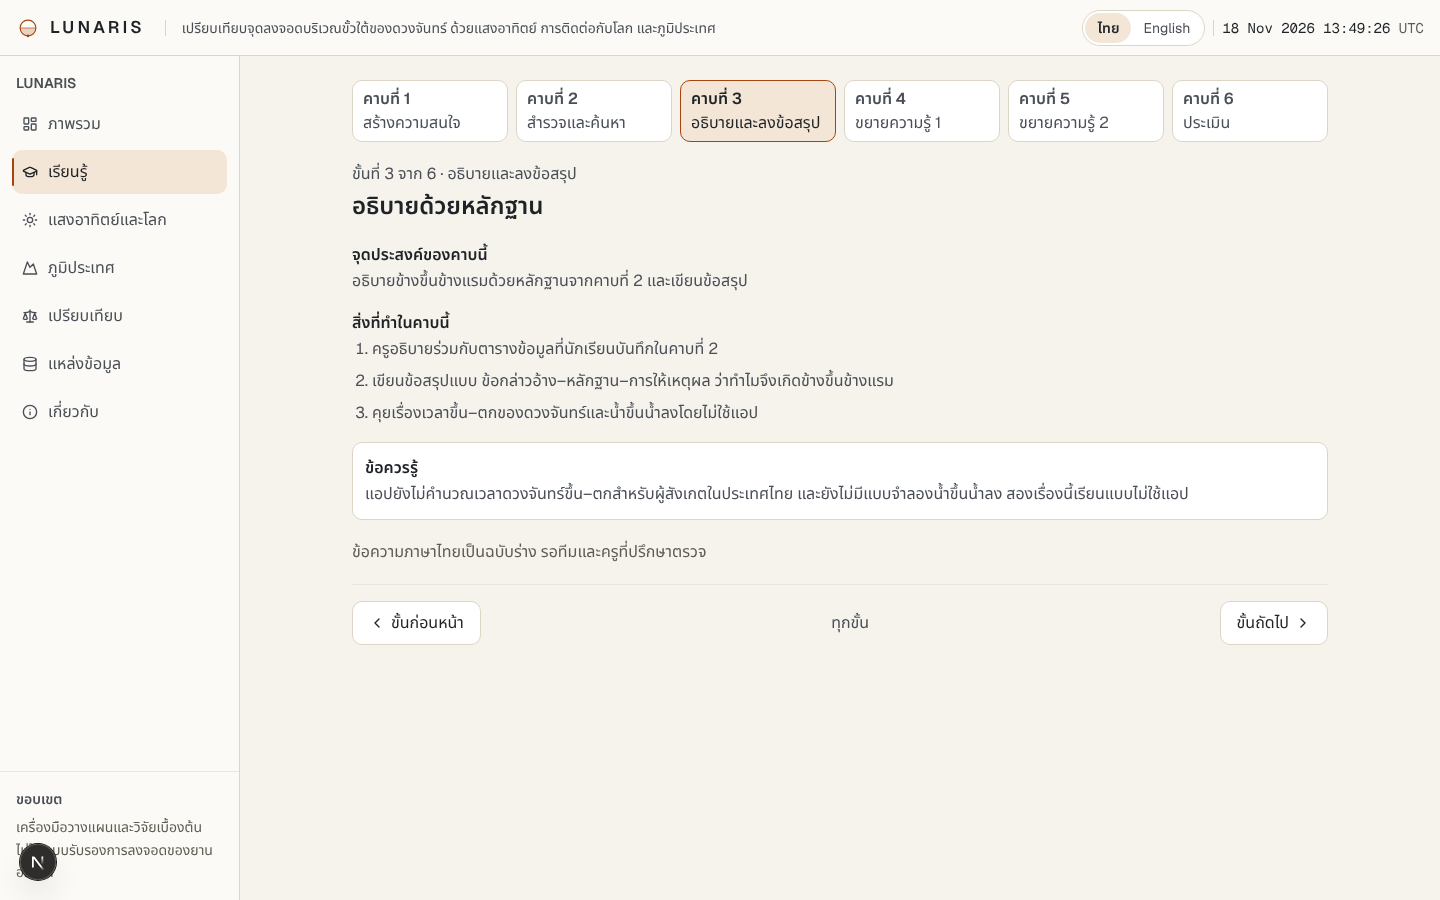 LUNARIS
เปรียบเทียบจุดลงจอดบริเวณขั้วใต้ของดวงจันทร์ ด้วยแสงอาทิตย์ การติดต่อกับโลก และภูมิประเทศ
ไทย English
18 Nov 2026 13:49:26 UTC
LUNARIS
ภาพรวม
เรียนรู้
แสงอาทิตย์และโลก
ภูมิประเทศ
เปรียบเทียบ
แหล่งข้อมูล
เกี่ยวกับ
ขอบเขต
เครื่องมือวางแผนและวิจัยเบื้องต้น
บรับรองการลงจอดของยาน
N
คาบที่ 1
สร้างความสนใจ
คาบที่ 2
สำรวจและค้นหา
คาบที่ 3
อธิบายและลงข้อสรุป
คาบที่ 4
ขยายความรู้ 1
คาบที่ 5
ขยายความรู้ 2
คาบที่ 6
ประเมิน
ขั้นที่ 3 จาก 6 · อธิบายและลงข้อสรุป
อธิบายด้วยหลักฐาน
จุดประสงค์ของคาบนี้
อธิบายข้างขึ้นข้างแรมด้วยหลักฐานจากคาบที่ 2 และเขียนข้อสรุป
สิ่งที่ทำในคาบนี้
1. ครูอธิบายร่วมกับตารางข้อมูลที่นักเรียนบันทึกในคาบที่ 2
2. เขียนข้อสรุปแบบ ข้อกล่าวอ้าง–หลักฐาน–การให้เหตุผล ว่าทำไมจึงเกิดข้างขึ้นข้างแรม
3. คุยเรื่องเวลาขึ้น–ตกของดวงจันทร์และน้ำขึ้นน้ำลงโดยไม่ใช้แอป
ข้อควรรู้
แอปยังไม่คำนวณเวลาดวงจันทร์ขึ้น–ตกสำหรับผู้สังเกตในประเทศไทย และยังไม่มีแบบจำลองน้ำขึ้นน้ำลง สองเรื่องนี้เรียนแบบไม่ใช้แอป
ข้อความภาษาไทยเป็นฉบับร่าง รอทีมและครูที่ปรึกษาตรวจ
ขั้นก่อนหน้า
ทุกขั้น
ขั้นถัดไป